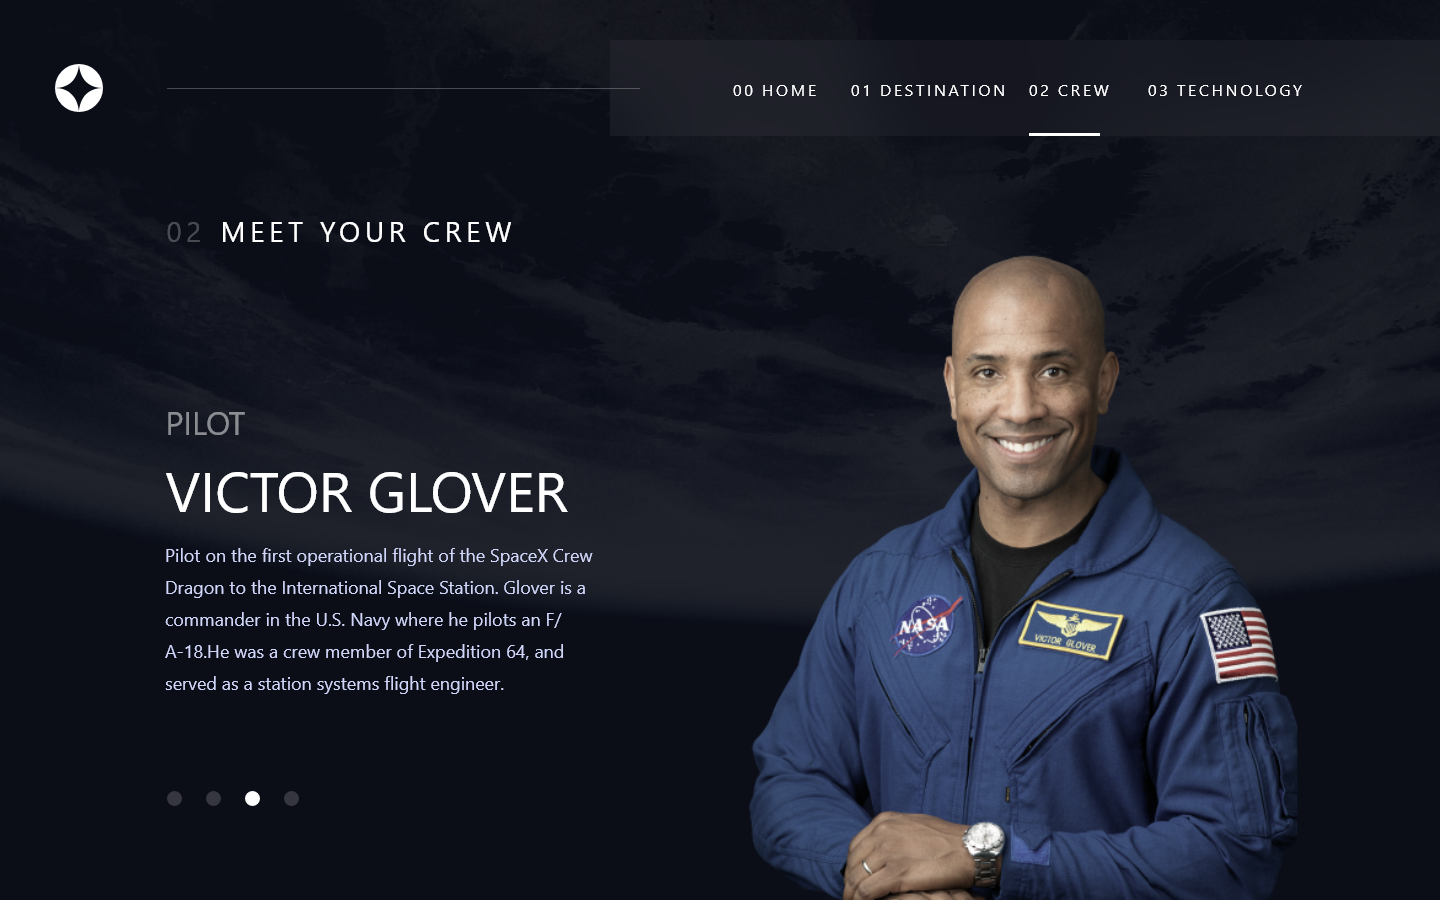 00 HOME 01 DESTINATION 02 CREW 03 TECHNOLOGY
02 MEET YOUR CREW
PILOT
VICTOR GLOVER
Pilot on the first operational flight of the SpaceX Crew
Dragon to the International Space Station. Glover is a
commander in the U.S. Navy where he pilots an F/
A-18.He was a crew member of Expedition 64, and
served as a station systems flight engineer.
NASA
VICTOR GLOVER